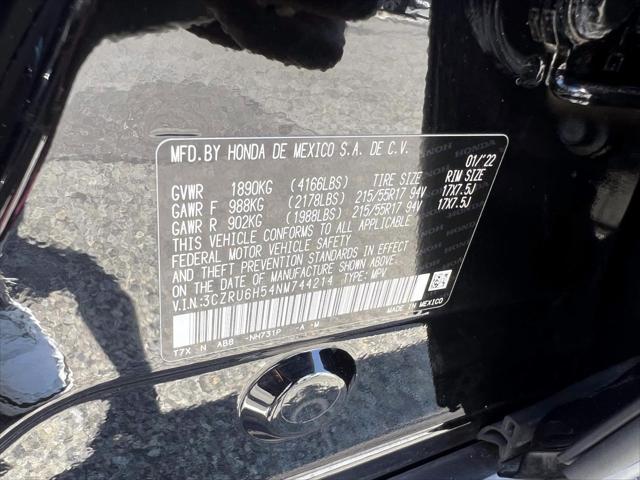 MFD.BY HONDA DE MEXICO S.A. DE C.V. 01/'22
GVWR 1890KG (4166LBS) TIRE SIZE RIM SIZE
GAWR F 988KG (2178LBS) 215/55R17 94V 17X7.5J
GAWR R 902KG (1988LBS) 215/55R17 94V 17X7.5J
THIS VEHICLE CONFORMS TO ALL APPLICABLE
FEDERAL MOTOR VEHICLE SAFETY
AND THEFT PREVENTION STANDARDS IN EFFECT
ON THE DATE OF MANUFACTURE SHOWN ABOVE.
V.I.N:3CZRU6H54NM744214 TYPE: MPV
MADE IN MEXICO
T7X -N ABB -NH731P -A -M